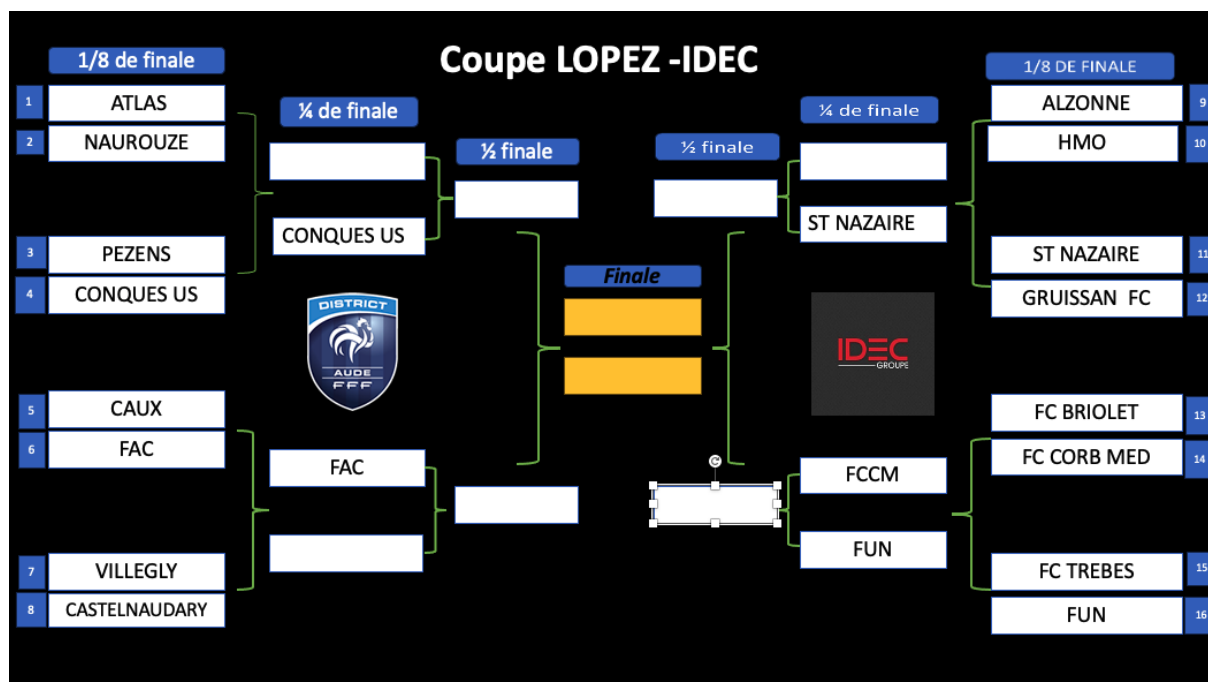 Coupe LOPEZ -IDEC
1/8 de finale
1
ATLAS
2
NAUROUZE
3
PEZENS
4
CONQUES US
5
CAUX
6
FAC
7
VILLEGLY
8
CASTELNAUDARY
¼ de finale
CONQUES US
DISTRICT
AUDE
FFF
FAC
½ finale
Finale
½ finale
¼ de finale
ST NAZAIRE
IDEC
GROUPE
FCCM
FUN
1/8 DE FINALE
ALZONNE
9
HMO
10
ST NAZAIRE
11
GRUISSAN FC
12
FC BRIOLET
13
FC CORB MED
14
FC TREBES
15
FUN
16